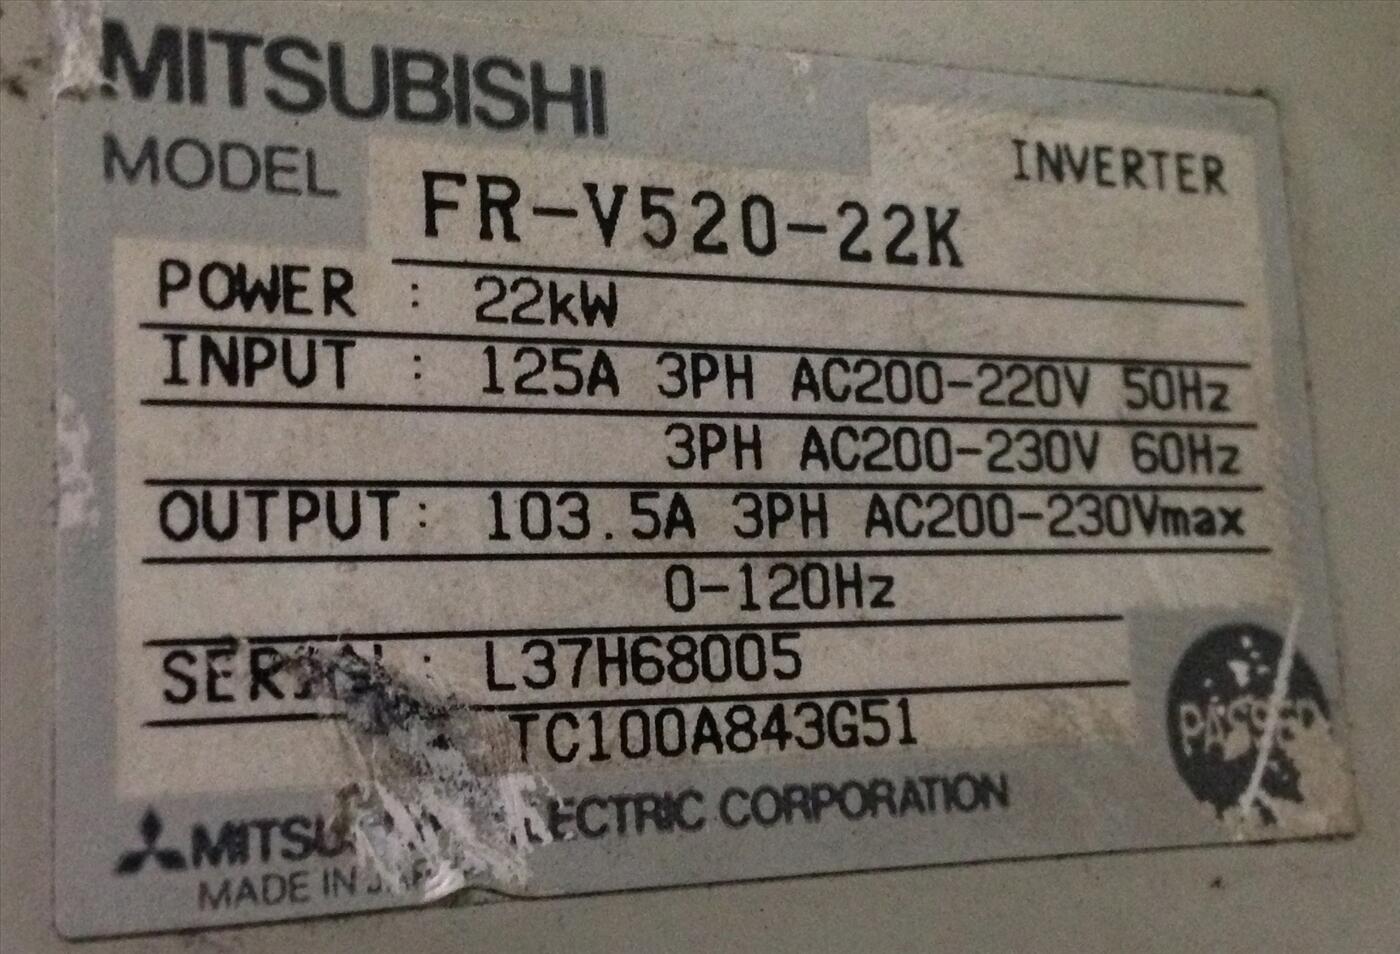 MITSUBISHI
MODEL FR-V520-22K INVERTER
POWER : 22kW
INPUT : 125A 3PH AC200-220V 50Hz
3PH AC200-230V 60Hz
OUTPUT: 103.5A 3PH AC200-230Vmax
0-120Hz
: L37H68005
TC100A843G51
CORPORATION
MADE IN
PASSED